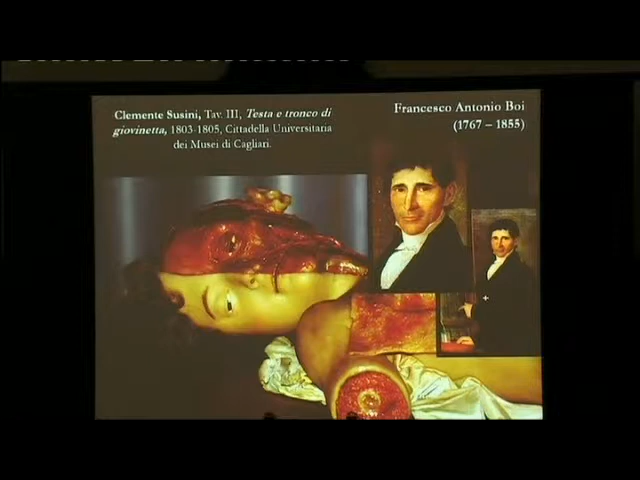 Clemente Susini, Tav. III, Testa e tronco di
giovinetta, 1803-1805, Cittadella Universitaria
dei Musei di Cagliari.
Francesco Antonio Boi
(1767 – 1855)